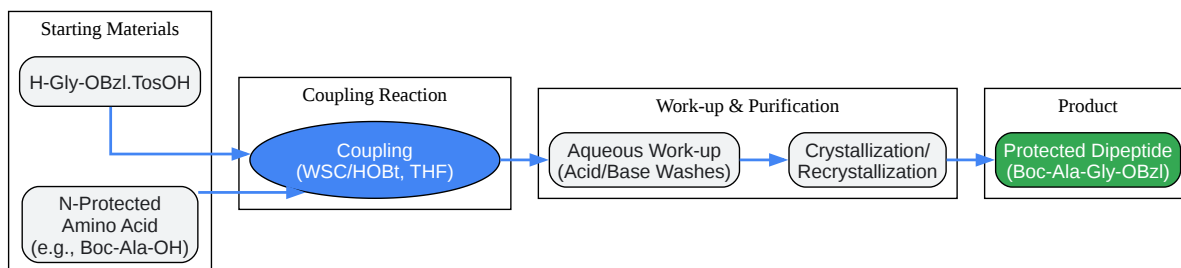 Starting Materials
H-Gly-OBzl.TosOH
N-Protected
Amino Acid
(e.g., Boc-Ala-OH)
Coupling Reaction
Coupling
(WSC/HOBt, THF)
Work-up & Purification
Aqueous Work-up
(Acid/Base Washes)
Crystallization/
Recrystallization
Product
Protected Dipeptide
(Boc-Ala-Gly-OBzl)